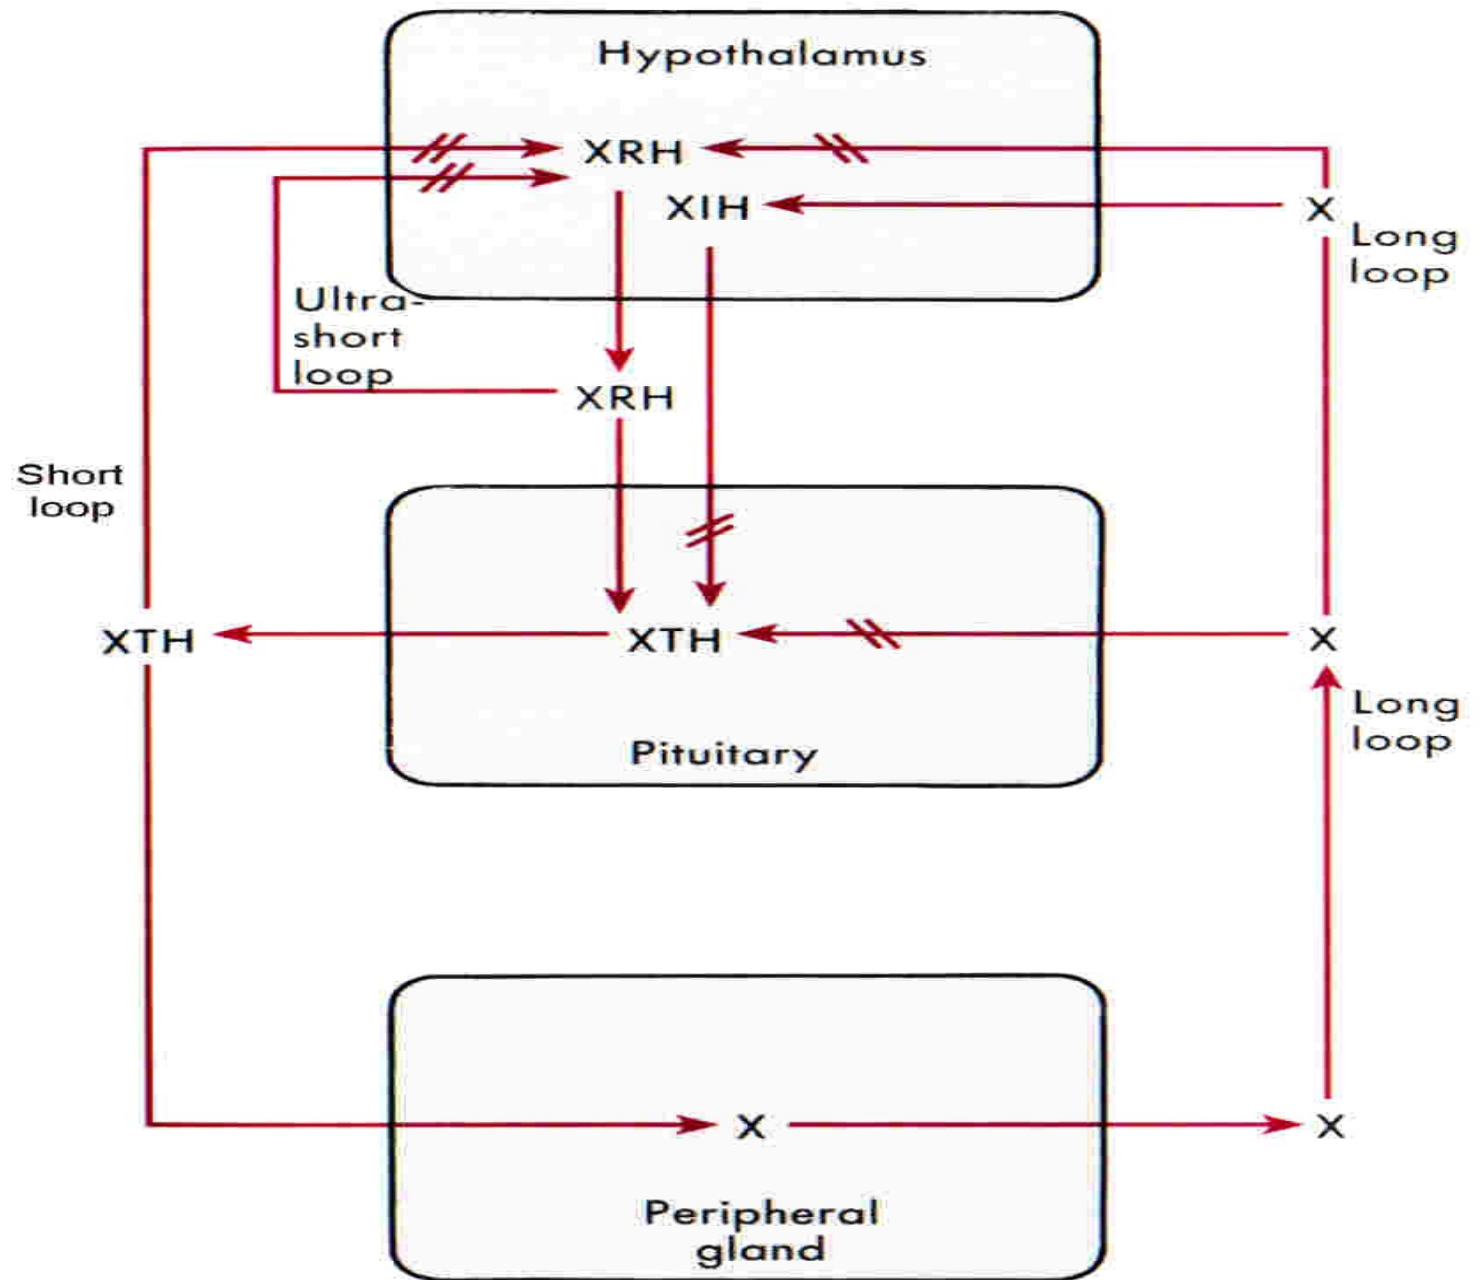 Hypothalamus
XRH
XIH
X
Long
loop
Ultra-
short
loop
XRH
Short
loop
XTH
XTH
X
Long
loop
Pituitary
X
X
Peripheral
gland